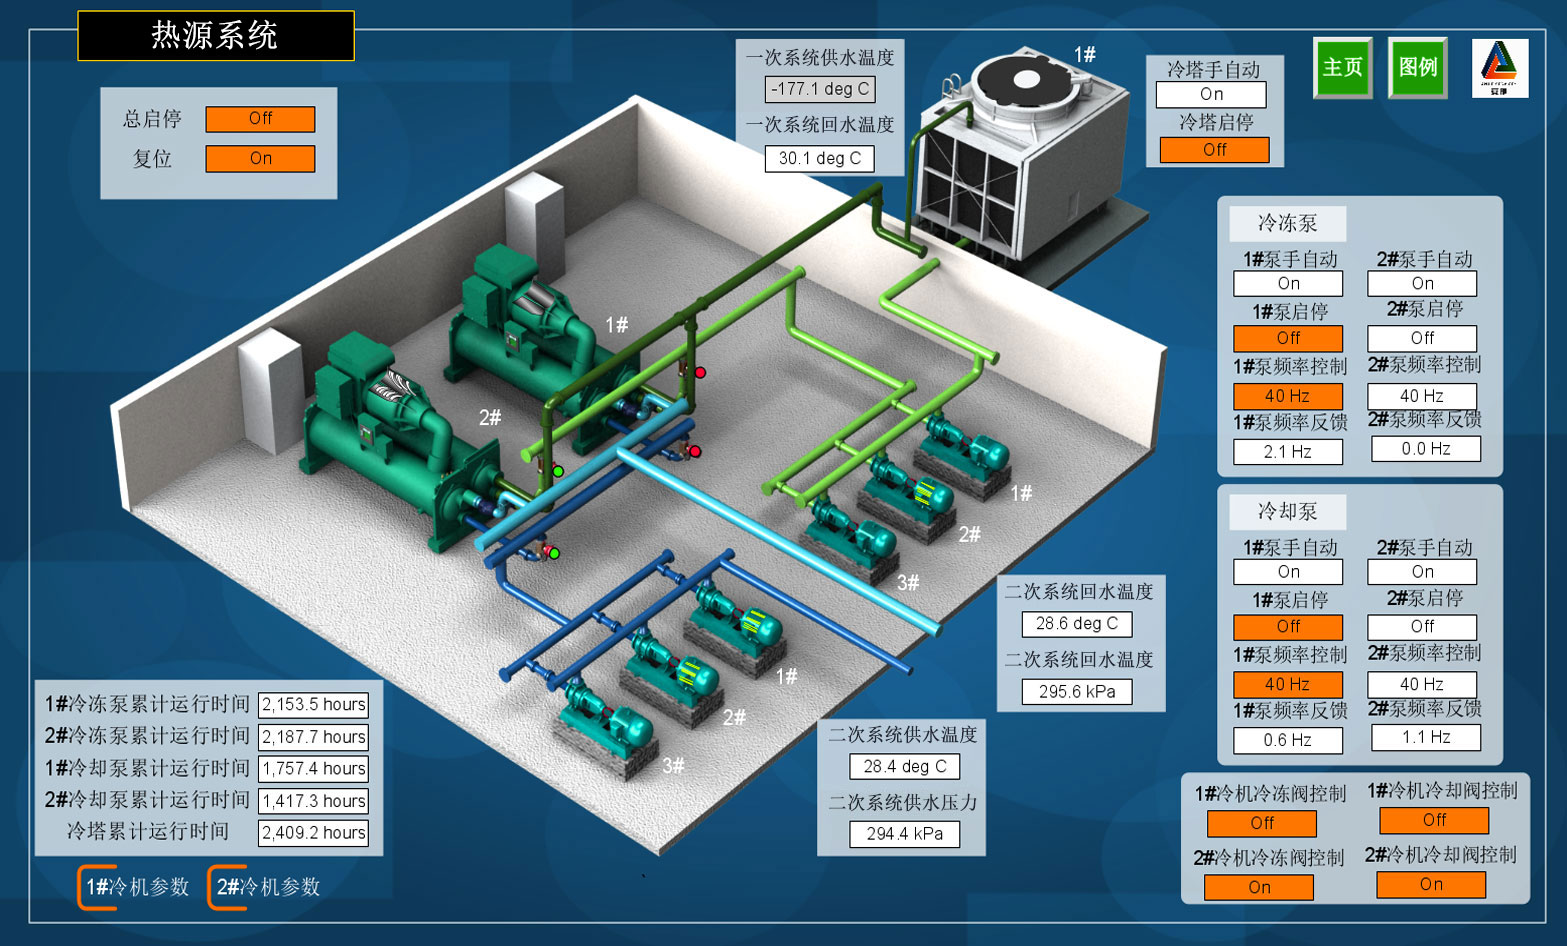 热源系统
总启停 Off
复位 On
一次系统供水温度
-177.1 deg C
一次系统回水温度
30.1 deg C
1#
冷塔手自动
On
冷塔启停
Off
主页
图例
冷冻泵
1#泵手自动 2#泵手自动
On On
1#泵启停 2#泵启停
Off Off
1#泵频率控制 2#泵频率控制
40 Hz 40 Hz
1#泵频率反馈 2#泵频率反馈
2.1 Hz 0.0 Hz
冷却泵
1#泵手自动 2#泵手自动
On On
1#泵启停 2#泵启停
Off Off
1#泵频率控制 2#泵频率控制
40 Hz 40 Hz
1#泵频率反馈 2#泵频率反馈
0.6 Hz 1.1 Hz
1#冷机冷冻阀控制 1#冷机冷却阀控制
Off Off
2#冷机冷冻阀控制 2#冷机冷却阀控制
On On
1#
2#
1#
2#
3#
1#
2#
3#
二次系统回水温度
28.6 deg C
二次系统回水温度
295.6 kPa
二次系统供水温度
28.4 deg C
二次系统供水压力
294.4 kPa
1#冷冻泵累计运行时间 2,153.5 hours
2#冷冻泵累计运行时间 2,187.7 hours
1#冷却泵累计运行时间 1,757.4 hours
2#冷却泵累计运行时间 1,417.3 hours
冷塔累计运行时间 2,409.2 hours
1#冷机参数 2#冷机参数